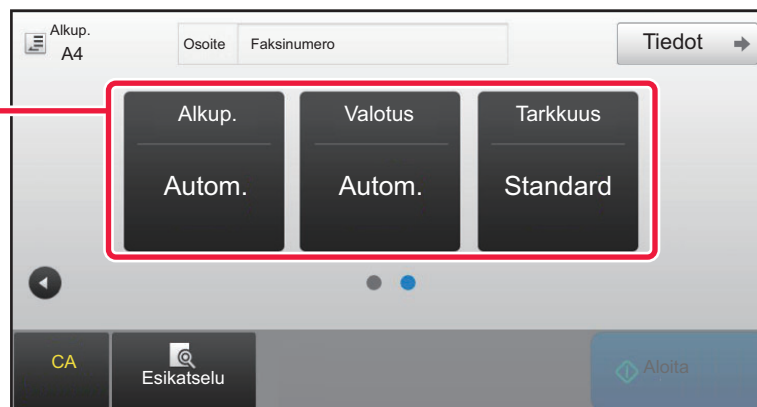 Alkup.
A4
Osoite Faksinumero
Tiedot
Alkup. Valotus Tarkkuus
Autom. Autom. Standard
CA
Esikatselu
Aloita